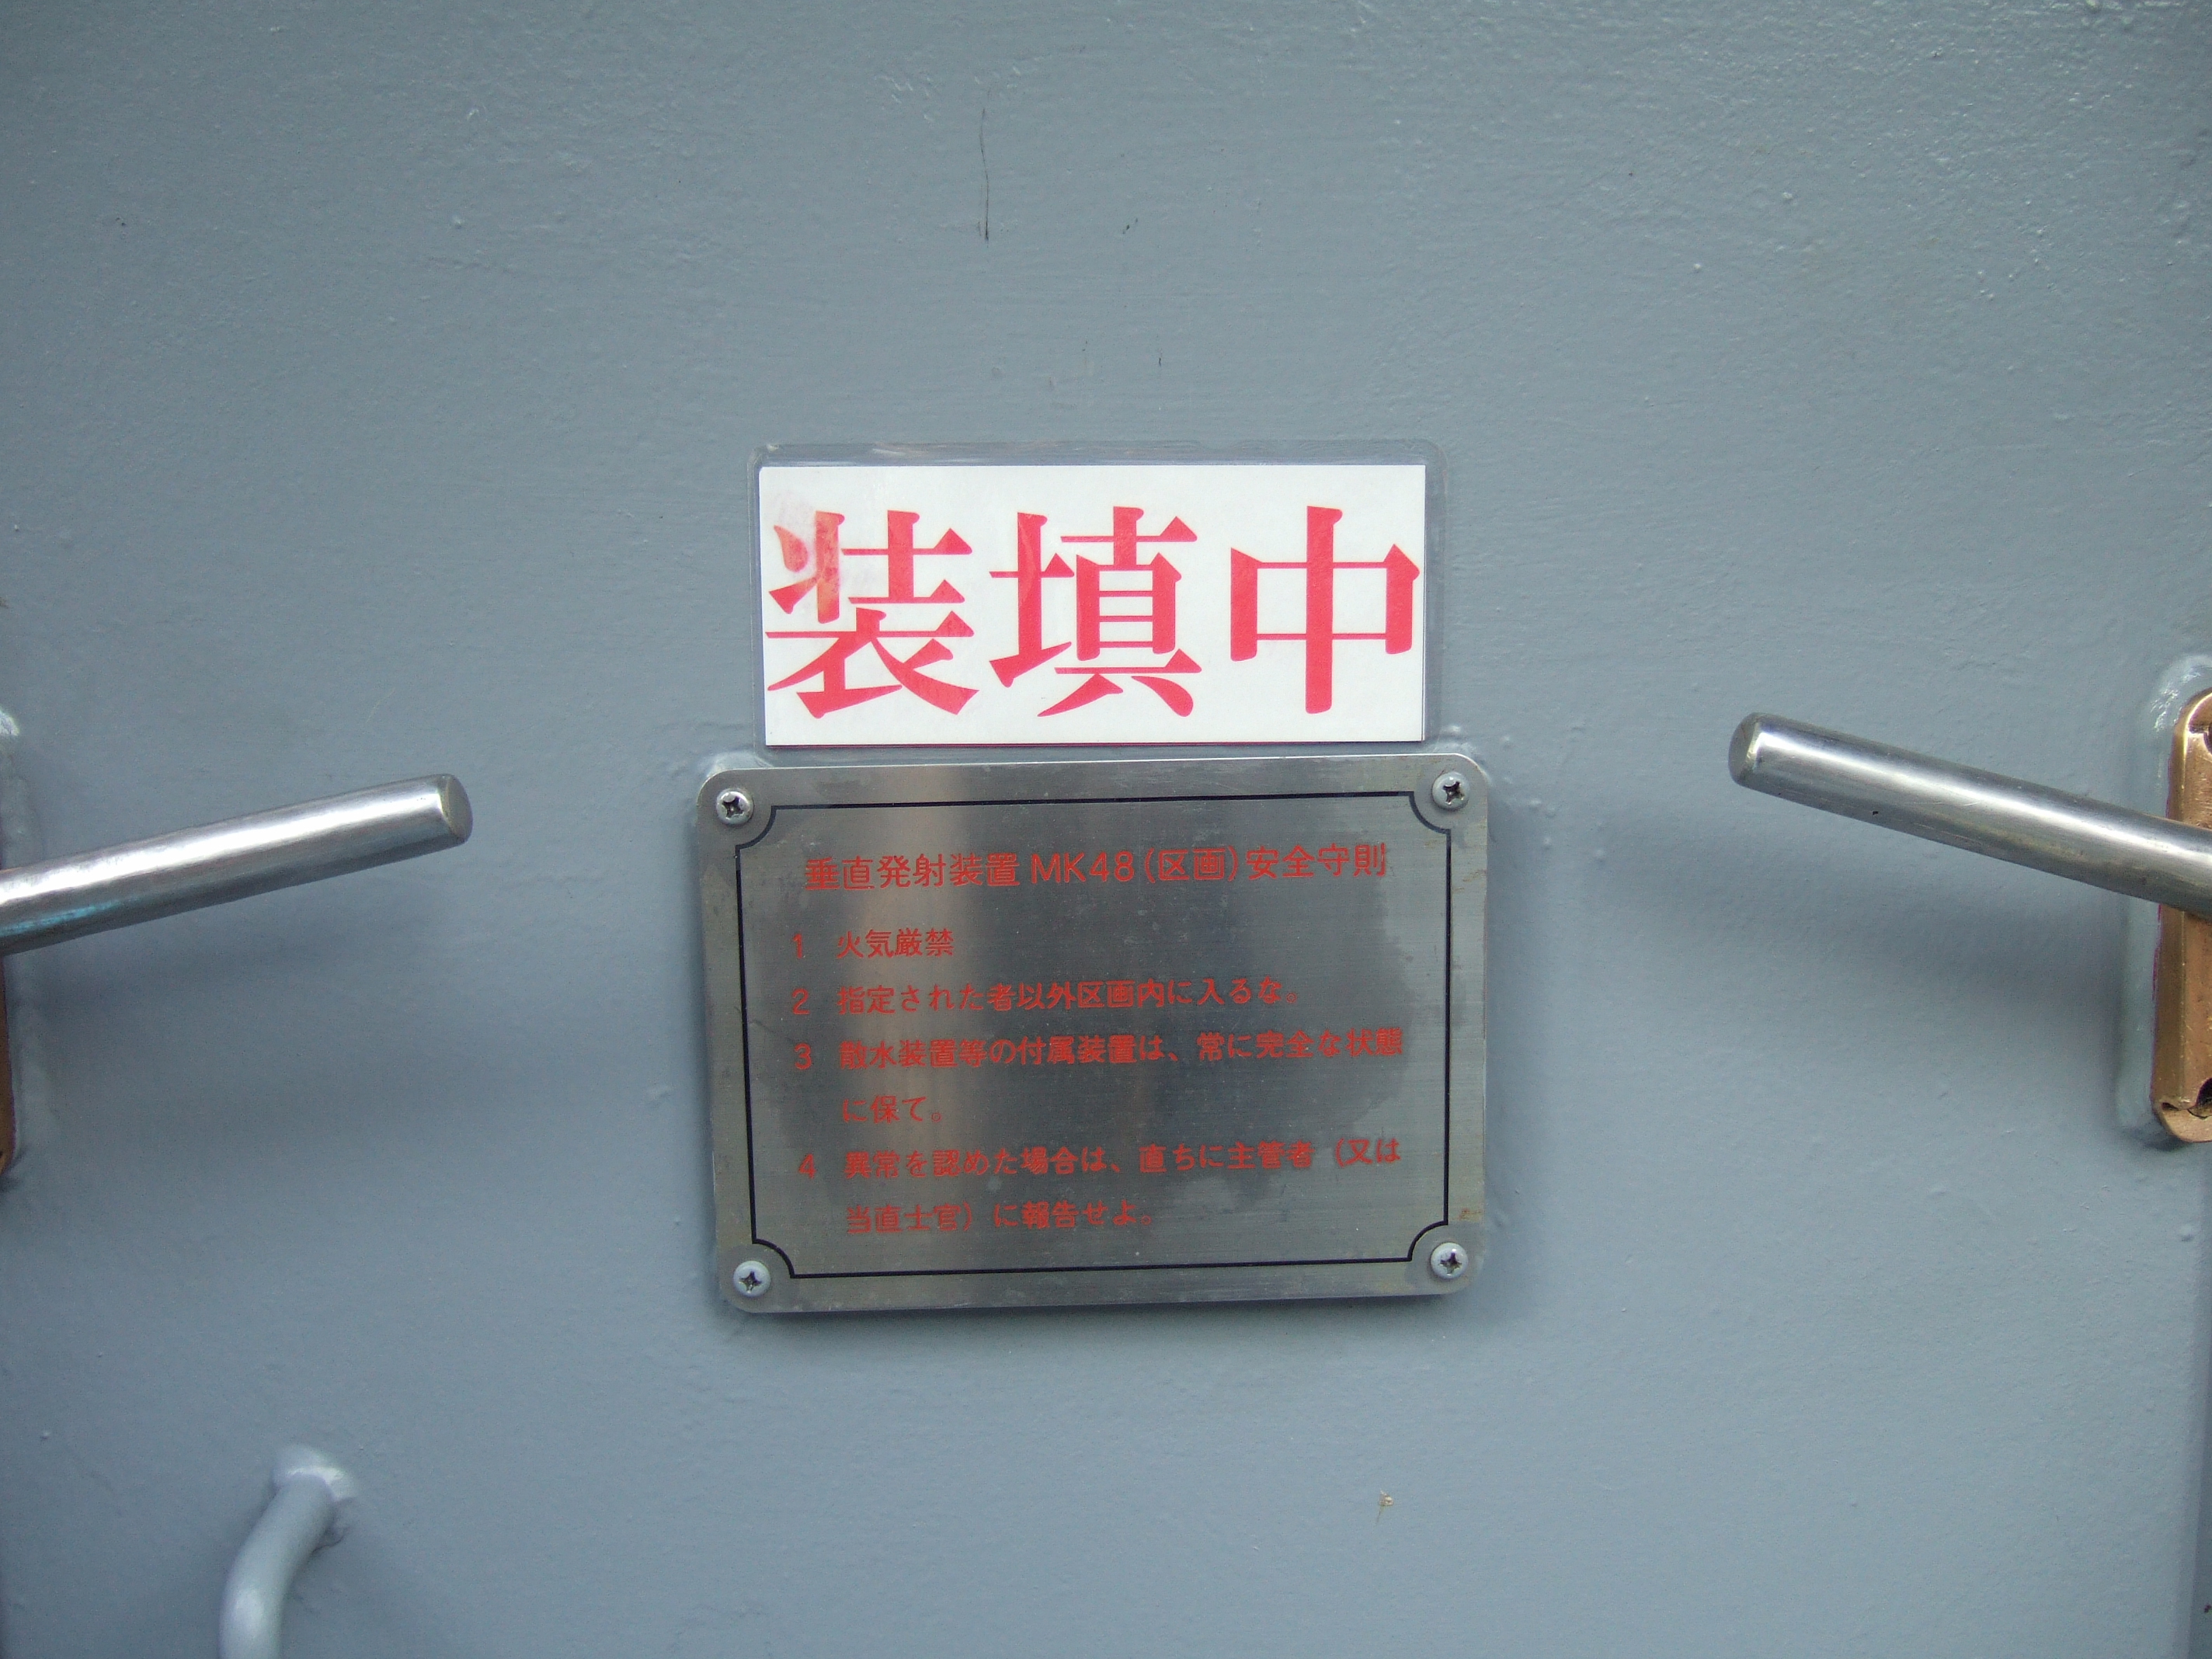 装填中
垂直発射装置 MK48(区画)安全守則
1 火気厳禁
2 指定された者以外区画内に入るな。
3 散水装置等の付属装置は、常に完全な状態
に保て。
4 異常を認めた場合は、直ちに主管者(又は
当直士官)に報告せよ。